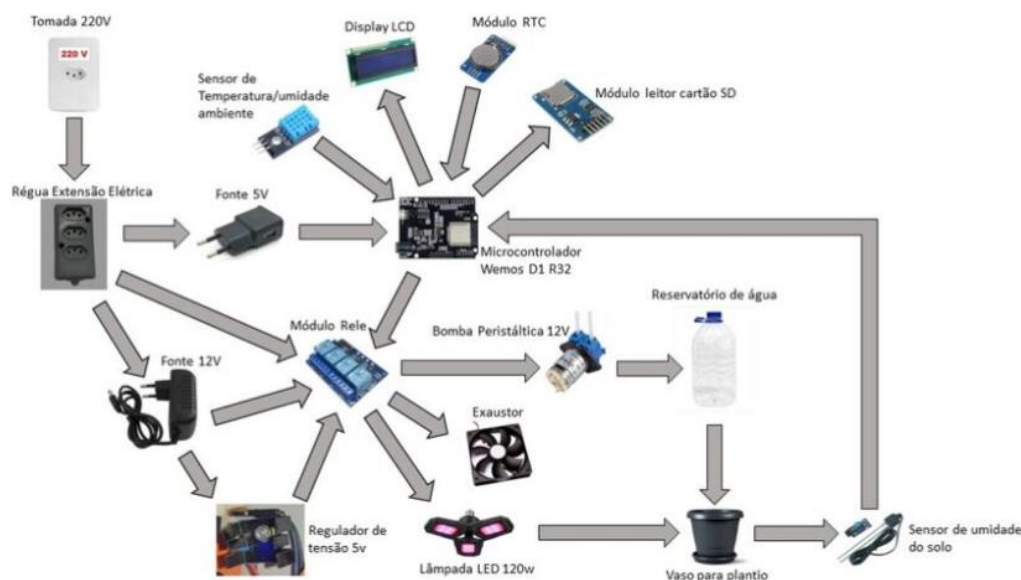 Tomada 220V
220 V
Display LCD
Módulo RTC
Sensor de
Temperatura/umidade
ambiente
Módulo leitor cartão SD
Régua Extensão Elétrica
Fonte 5V
Microcontrolador
Wemos D1 R32
Módulo Rele
Bomba Peristáltica 12V
Reservatório de água
Fonte 12V
Exaustor
Regulador de
tensão 5v
Lâmpada LED 120w
Vaso para plantio
Sensor de umidade
do solo